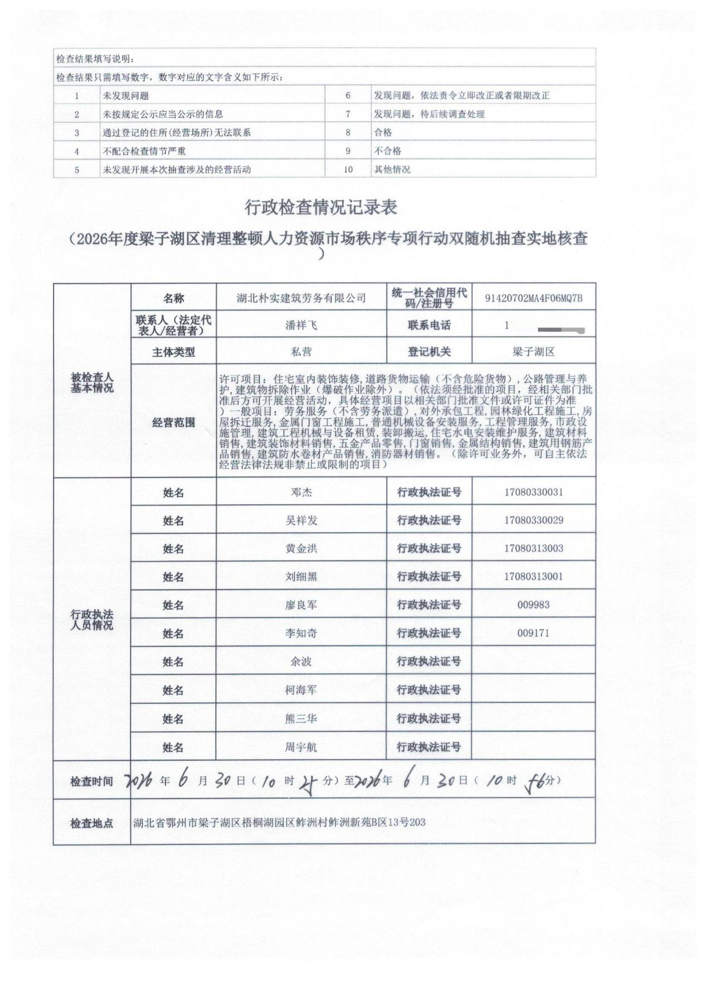 检查结果填写说明：
检查结果只需填写数字，数字对应的文字含义如下所示：
1 未发现问题 6 发现问题，依法责令立即改正或者限期改正
2 未按规定公示应当公示的信息 7 发现问题，待后续调查处理
3 通过登记的住所(经营场所)无法联系 8 合格
4 不配合检查情节严重 9 不合格
5 未发现开展本次抽查涉及的经营活动 10 其他情况
行政检查情况记录表
（2026年度梁子湖区清理整顿人力资源市场秩序专项行动双随机抽查实地核查
）
被检查人
基本情况
名称 湖北朴实建筑劳务有限公司 统一社会信用代
码/注册号 91420702MA4F06MQ7B
联系人（法定代
表人/经营者） 潘祥飞 联系电话 1
主体类型 私营 登记机关 梁子湖区
经营范围
许可项目：住宅室内装饰装修,道路货物运输（不含危险货物）,公路管理与养
护,建筑物拆除作业（爆破作业除外）。（依法须经批准的项目，经相关部门批
准后方可开展经营活动，具体经营项目以相关部门批准文件或许可证件为准
）一般项目：劳务服务（不含劳务派遣）,对外承包工程,园林绿化工程施工,房
屋拆迁服务,金属门窗工程施工,普通机械设备安装服务,工程管理服务,市政设
施管理,建筑工程机械与设备租赁,装卸搬运,住宅水电安装维护服务,建筑材料
销售,建筑装饰材料销售,五金产品零售,门窗销售,金属结构销售,建筑用钢筋产
品销售,建筑防水卷材产品销售,消防器材销售。（除许可业务外，可自主依法
经营法律法规非禁止或限制的项目）
行政执法
人员情况
姓名 邓杰 行政执法证号 17080330031
姓名 吴祥发 行政执法证号 17080330029
姓名 黄金洪 行政执法证号 17080313003
姓名 刘细黑 行政执法证号 17080313001
姓名 廖良军 行政执法证号 009983
姓名 李知奇 行政执法证号 009171
姓名 余波 行政执法证号
姓名 柯海军 行政执法证号
姓名 熊三华 行政执法证号
姓名 周宇航 行政执法证号
检查时间 2026 年 6 月 30 日（ 10 时 25 分）至2026年 6 月 30 日（ 10 时 56分）
检查地点 湖北省鄂州市梁子湖区梧桐湖园区鲊洲村鲊洲新苑B区13号203